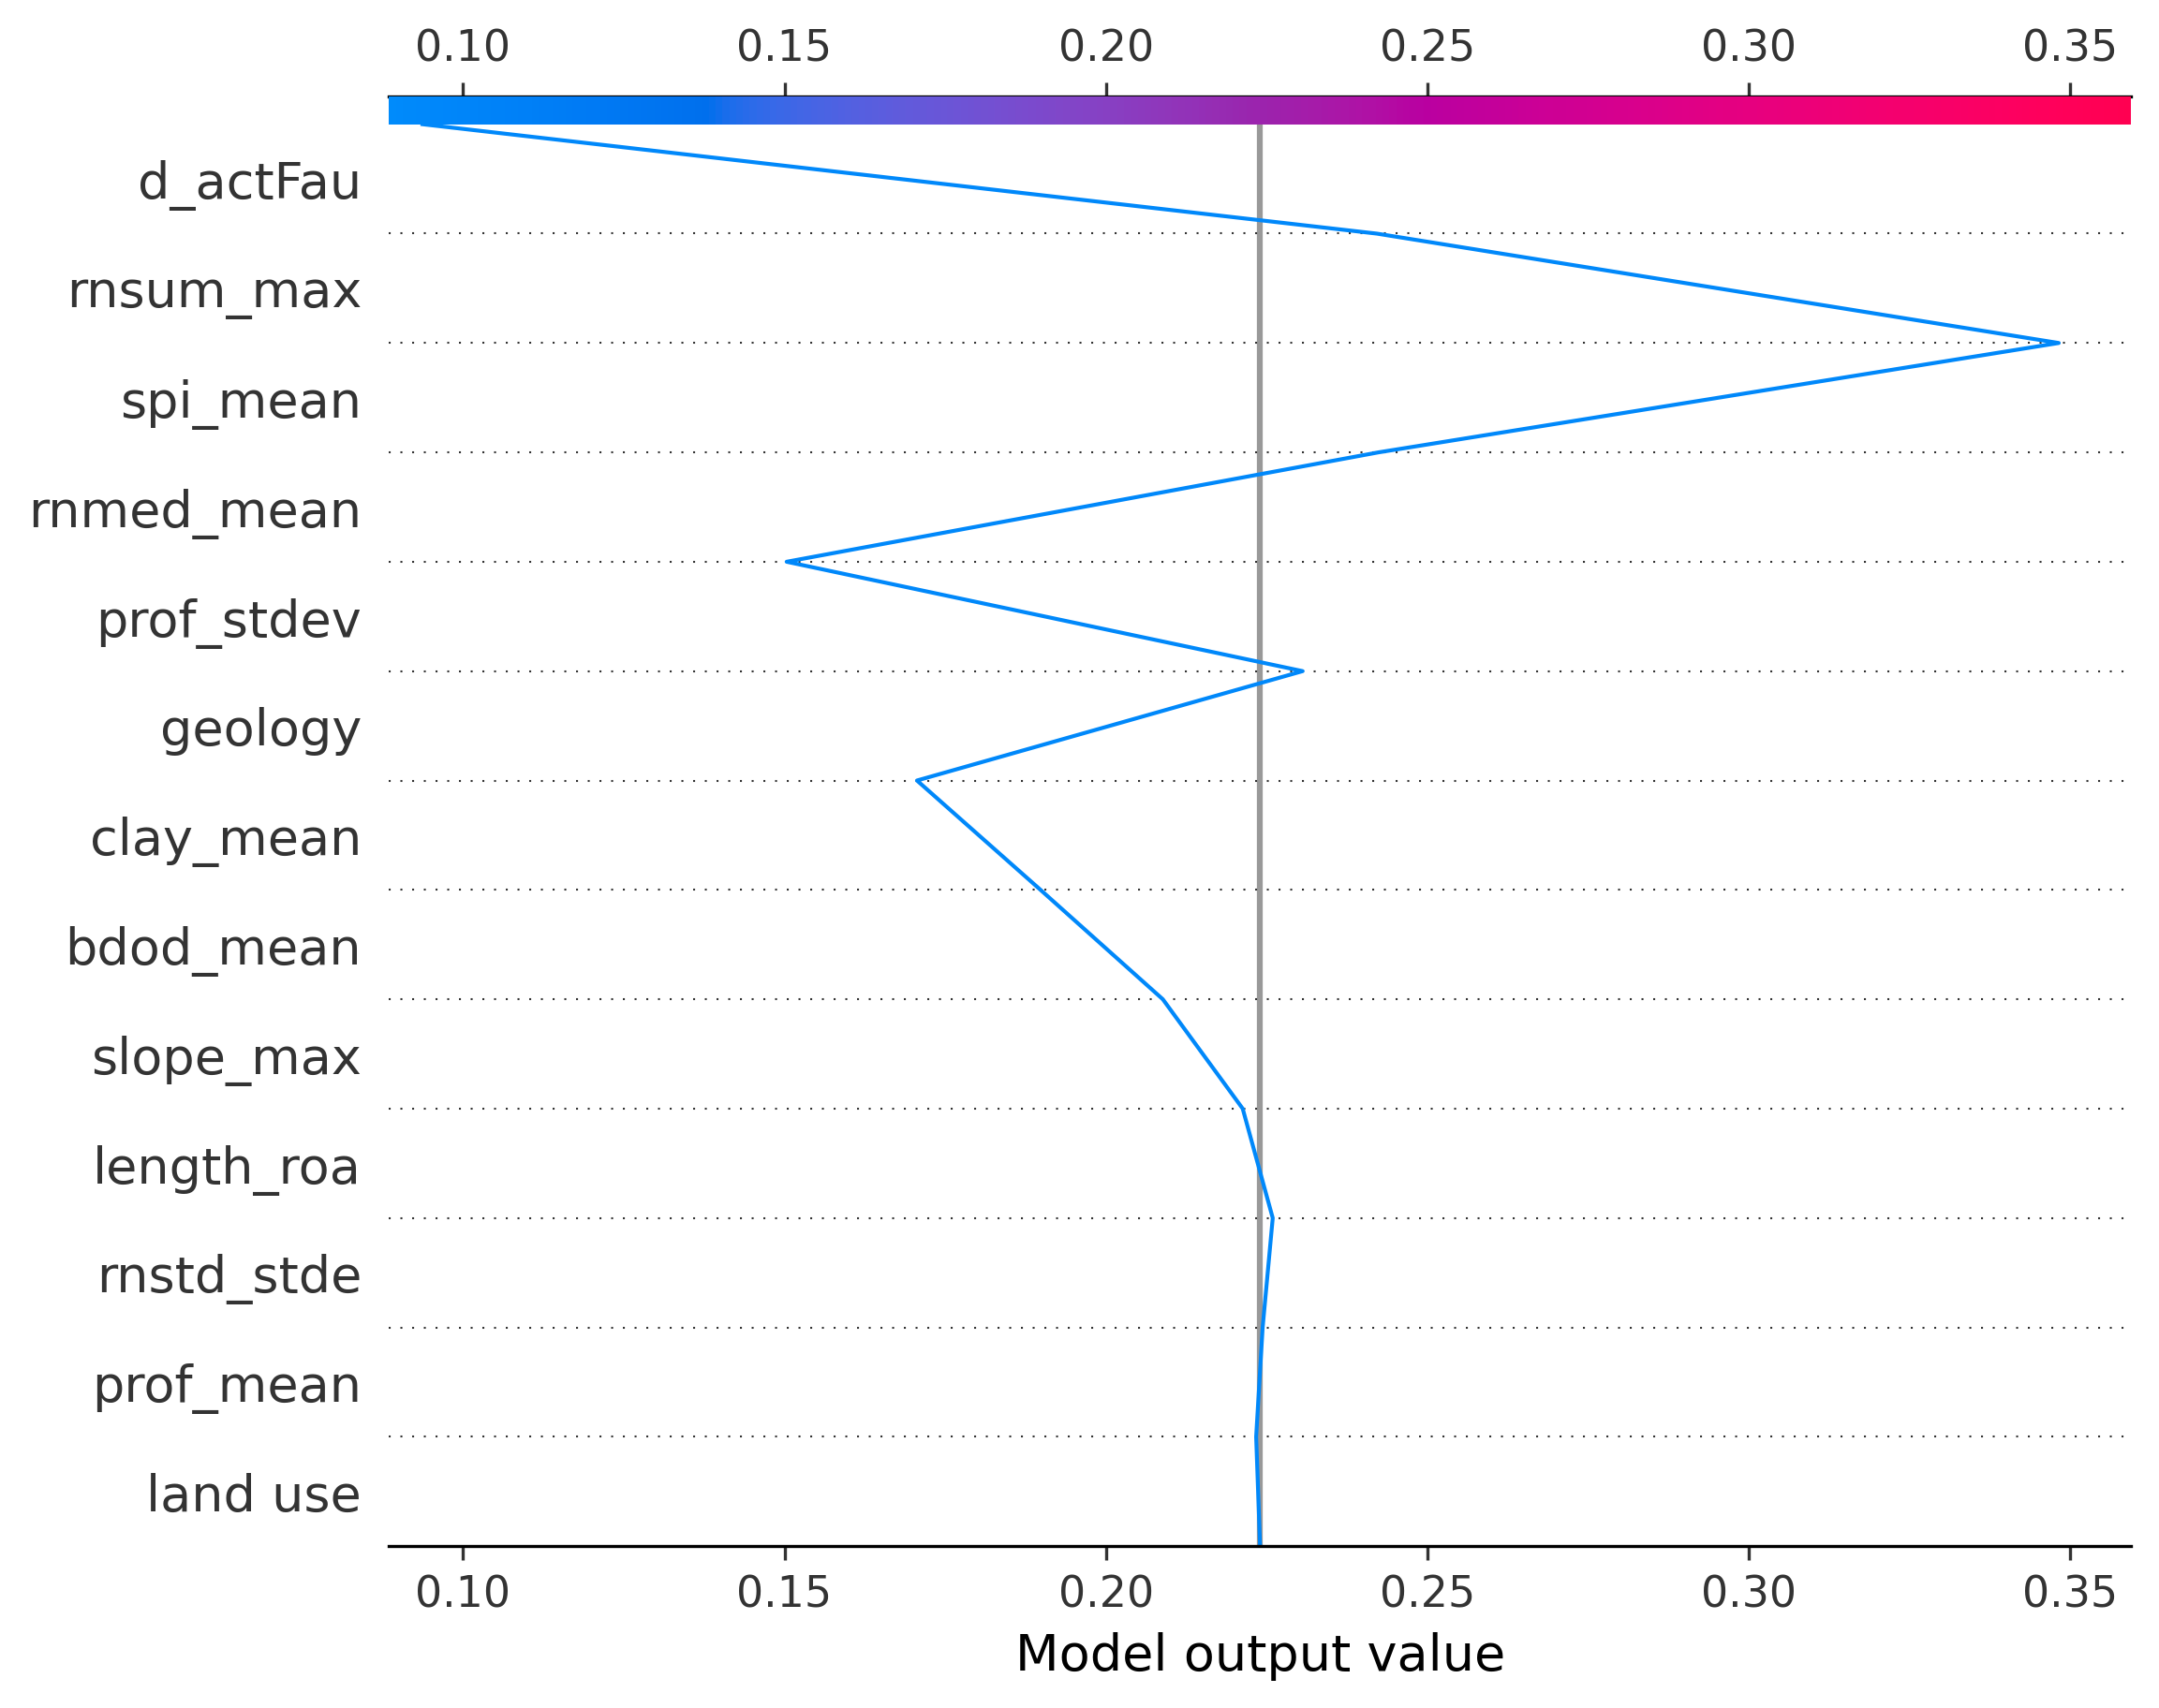 0.10 0.15 0.20 0.25 0.30 0.35
d_actFau
rnsum_max
spi_mean
rnmed_mean
prof_stdev
geology
clay_mean
bdod_mean
slope_max
length_roa
rnstd_stde
prof_mean
land use
0.10 0.15 0.20 0.25 0.30 0.35
Model output value